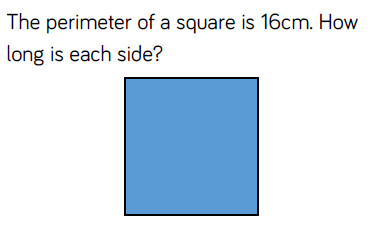 The perimeter of a square is 16cm. How
long is each side?